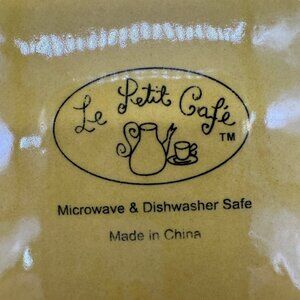 Le Petit Café
TM
Microwave & Dishwasher Safe
Made in China